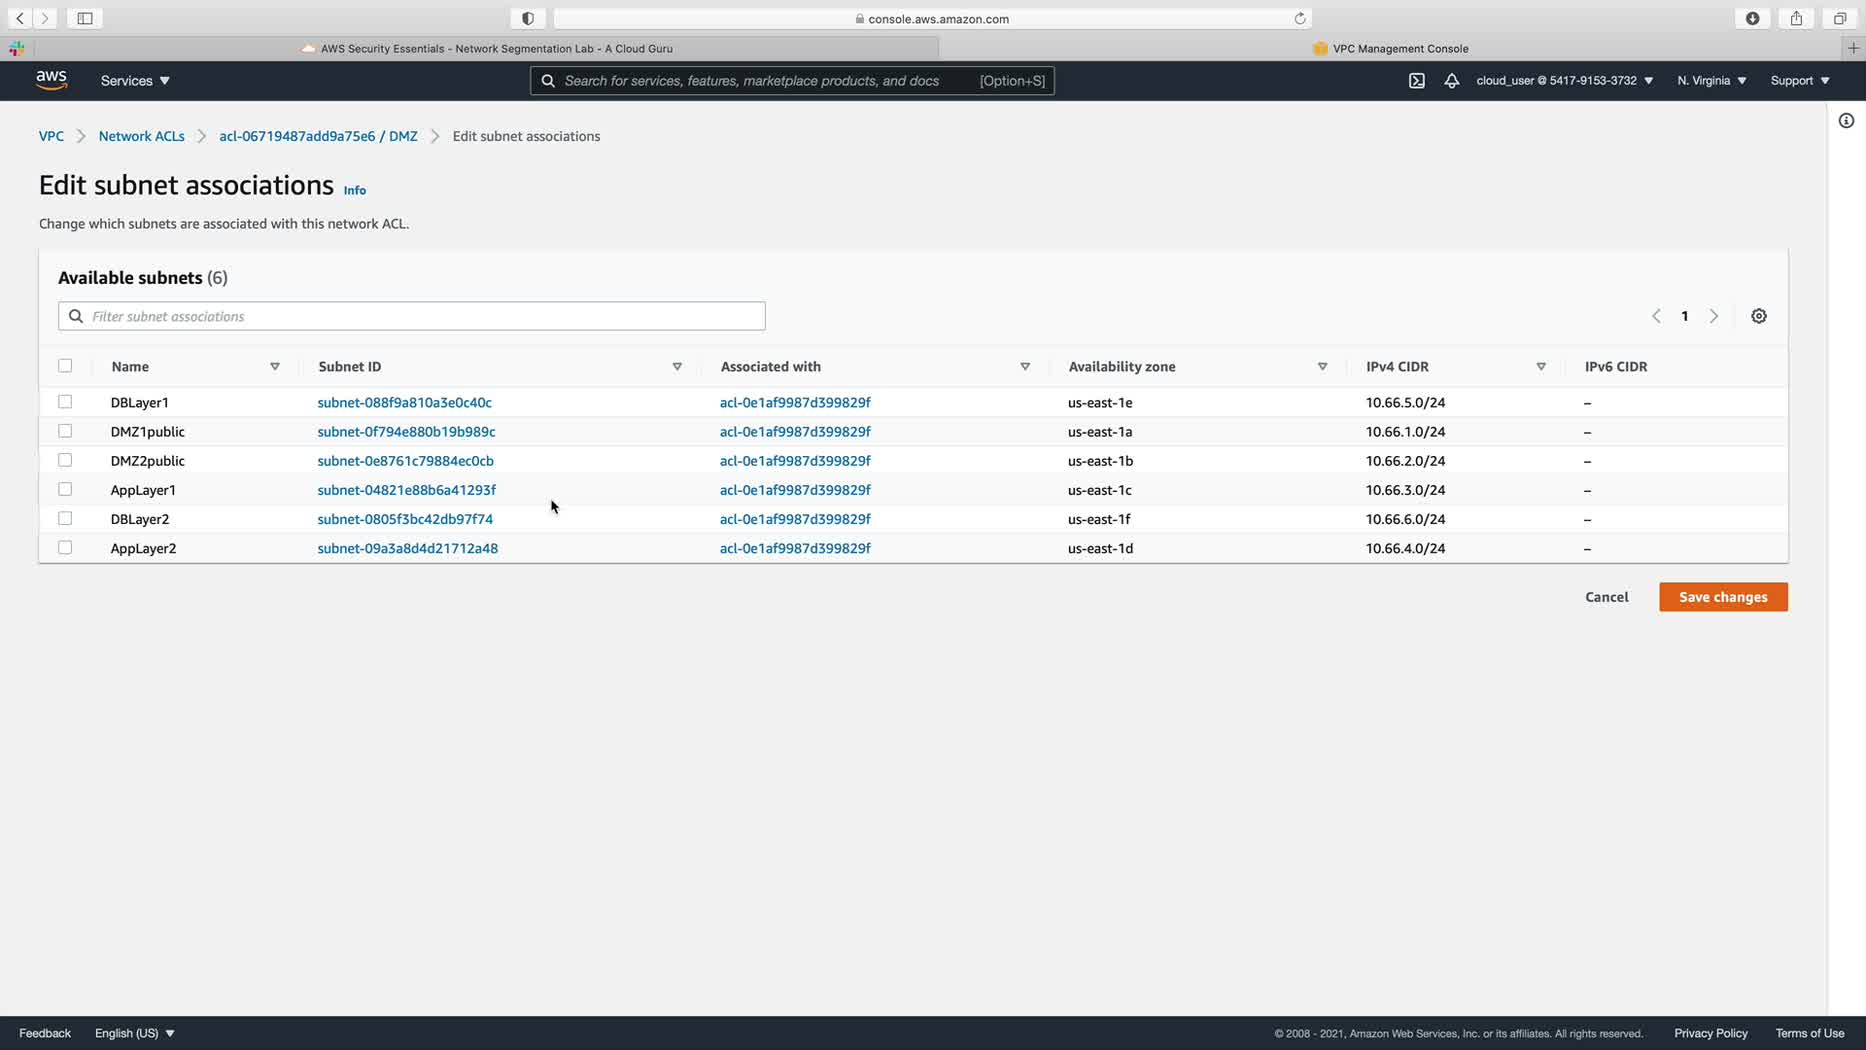 console.aws.amazon.com
AWS Security Essentials - Network Segmentation Lab - A Cloud Guru
VPC Management Console
aws
Services
Search for services, features, marketplace products, and docs [Option+S]
cloud_user @ 5417-9153-3732
N. Virginia
Support
VPC
Network ACLs
acl-06719487add9a75e6 / DMZ
Edit subnet associations
Edit subnet associations Info
Change which subnets are associated with this network ACL.
Available subnets (6)
Filter subnet associations
1
Name Subnet ID Associated with Availability zone IPv4 CIDR IPv6 CIDR
DBLayer1 subnet-088f9a810a3e0c40c acl-0e1af9987d399829f us-east-1e 10.66.5.0/24 –
DMZ1public subnet-0f794e880b19b989c acl-0e1af9987d399829f us-east-1a 10.66.1.0/24 –
DMZ2public subnet-0e8761c79884ec0cb acl-0e1af9987d399829f us-east-1b 10.66.2.0/24 –
AppLayer1 subnet-04821e88b6a41293f acl-0e1af9987d399829f us-east-1c 10.66.3.0/24 –
DBLayer2 subnet-0805f3bc42db97f74 acl-0e1af9987d399829f us-east-1f 10.66.6.0/24 –
AppLayer2 subnet-09a3a8d4d21712a48 acl-0e1af9987d399829f us-east-1d 10.66.4.0/24 –
Cancel
Save changes
Feedback
English (US)
© 2008 - 2021, Amazon Web Services, Inc. or its affiliates. All rights reserved.
Privacy Policy
Terms of Use